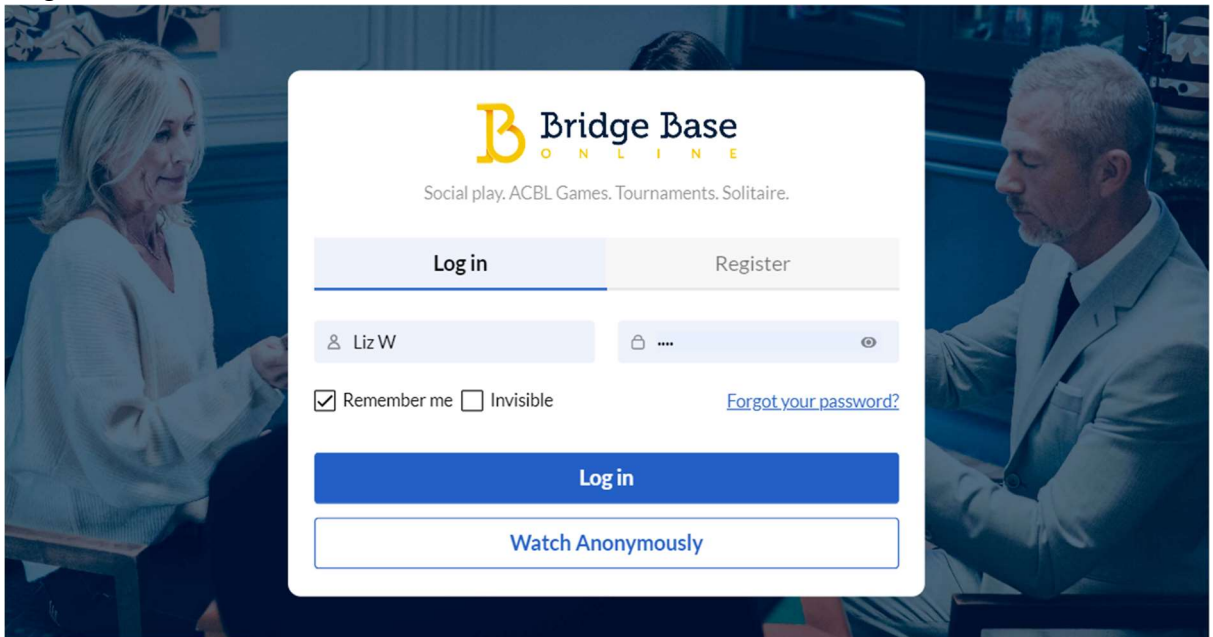 Bridge Base
ONLINE
Social play. ACBL Games. Tournaments. Solitaire.
Log in Register
Liz W ••••
Remember me Invisible Forgot your password?
Log in
Watch Anonymously